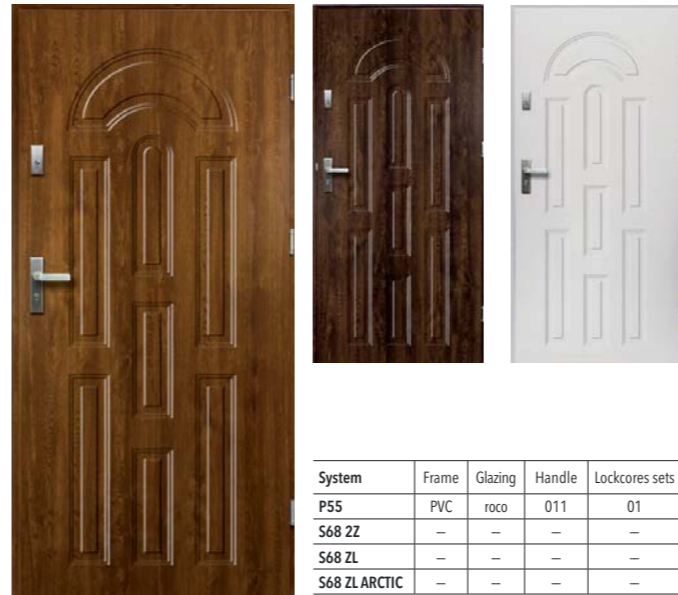 System Frame Glazing Handle Lockcores sets
P55 PVC roco 011 01
S68 2Z – – – –
S68 ZL – – – –
S68 ZL ARCTIC – – – –